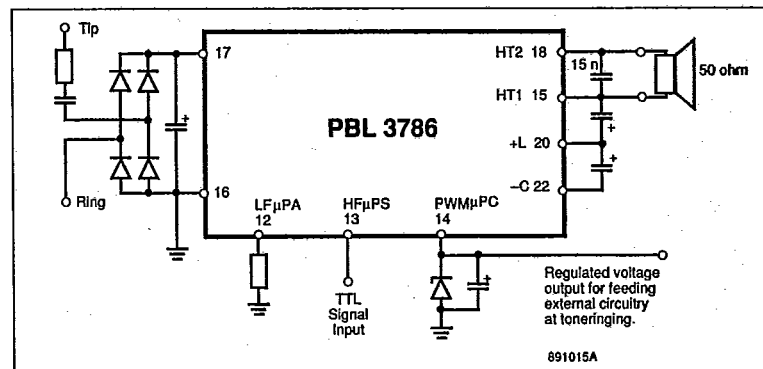 Tip
17
HT2 18
15 n
50 ohm
HT1 15
PBL 3786
+L 20
–C 22
16
Ring
LFµPA
12
HFµPS
13
PWMµPC
14
TTL
Signal
Input
Regulated voltage
output for feeding
external circuitry
at toneringing.
891015A